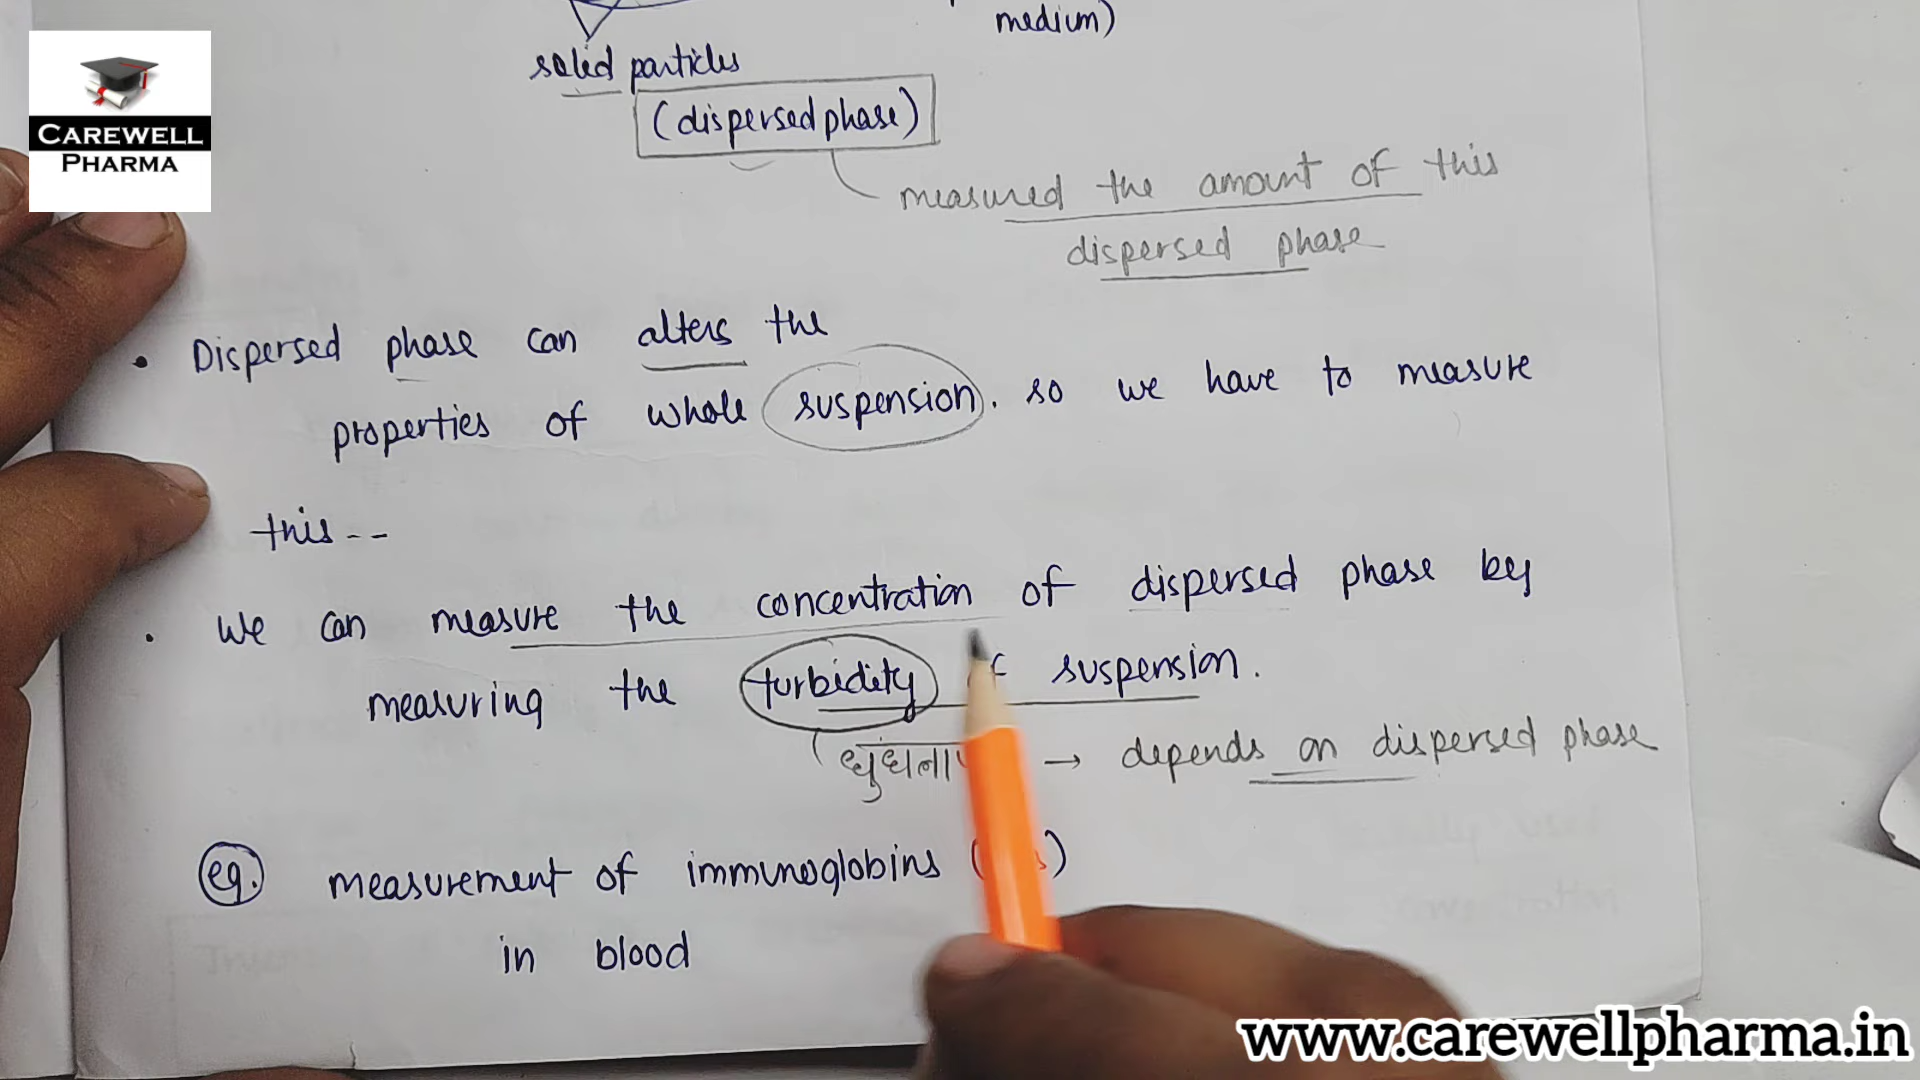 medium)
solid particles
(dispersed phase)
measured the amount of this
dispersed phase
• Dispersed phase can alters the
properties of whole suspension. so we have to measure
this--
• We can measure the concentration of dispersed phase by
measuring the turbidity of suspension.
→ depends on dispersed phase
eg. measurement of immunoglobins
in blood
CAREWELL
PHARMA
www.carewellpharma.in